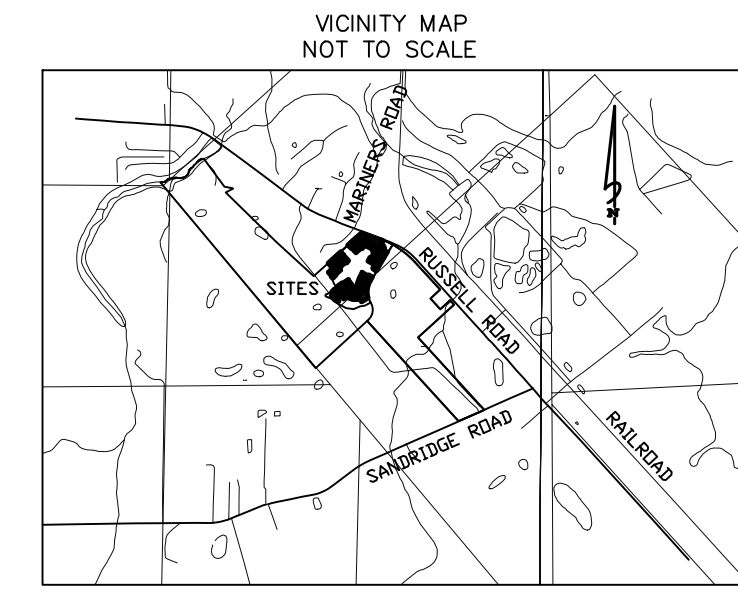 VICINITY MAP
NOT TO SCALE
MARINERS ROAD
SITES
RUSSELL ROAD
SANDRIDGE ROAD
RAILROAD
N